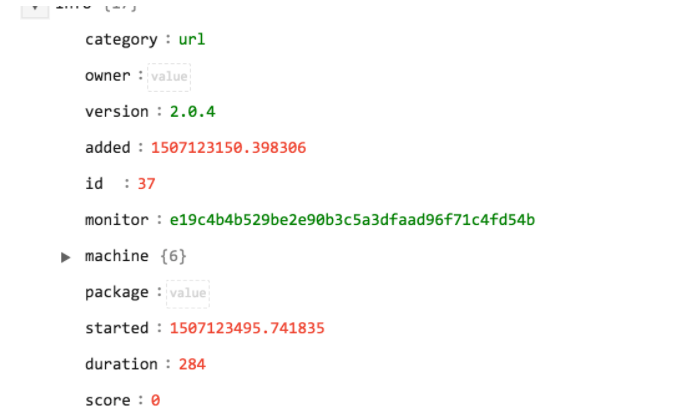 info {17}
category : url
owner : value
version : 2.0.4
added : 1507123150.398306
id : 37
monitor : e19c4b4b529be2e90b3c5a3dfaad96f71c4fd54b
machine {6}
package : value
started : 1507123495.741835
duration : 284
score : 0